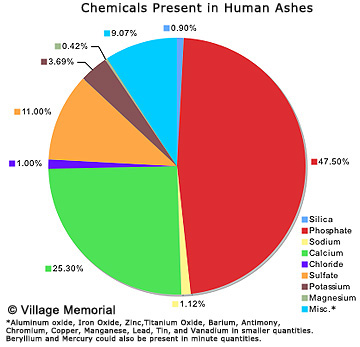 Chemicals Present in Human Ashes
0.90%
9.07%
0.42%
3.69%
11.00%
1.00%
47.50%
25.30%
1.12%
Silica
Phosphate
Sodium
Calcium
Chloride
Sulfate
Potassium
Magnesium
Misc.*
© Village Memorial
*Aluminum oxide, Iron Oxide, Zinc,Titanium Oxide, Barium, Antimony,
Chromium, Copper, Manganese, Lead, Tin, and Vanadium in smaller quantities.
Beryllium and Mercury could also be present in minute quantities.